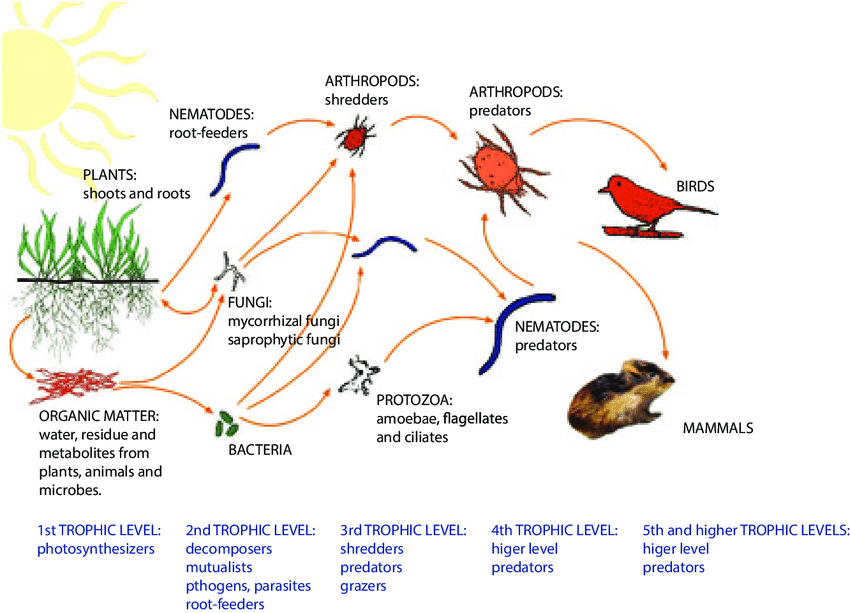 ARTHROPODS:
shredders
ARTHROPODS:
predators
NEMATODES:
root-feeders
PLANTS:
shoots and roots
BIRDS
FUNGI:
mycorrhizal fungi
saprophytic fungi
NEMATODES:
predators
PROTOZOA:
amoebae, flagellates
and ciliates
MAMMALS
ORGANIC MATTER:
water, residue and
metabolites from
plants, animals and
microbes.
BACTERIA
1st TROPHIC LEVEL:
photosynthesizers
2nd TROPHIC LEVEL:
decomposers
mutualists
pthogens, parasites
root-feeders
3rd TROPHIC LEVEL:
shredders
predators
grazers
4th TROPHIC LEVEL:
higer level
predators
5th and higher TROPHIC LEVELS:
higer level
predators